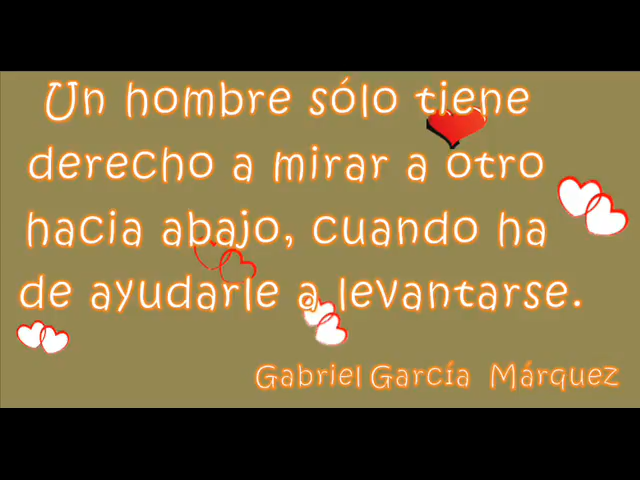 Un hombre sólo tiene
derecho a mirar a otro
hacia abajo, cuando ha
de ayudarle a levantarse.
Gabriel García Márquez